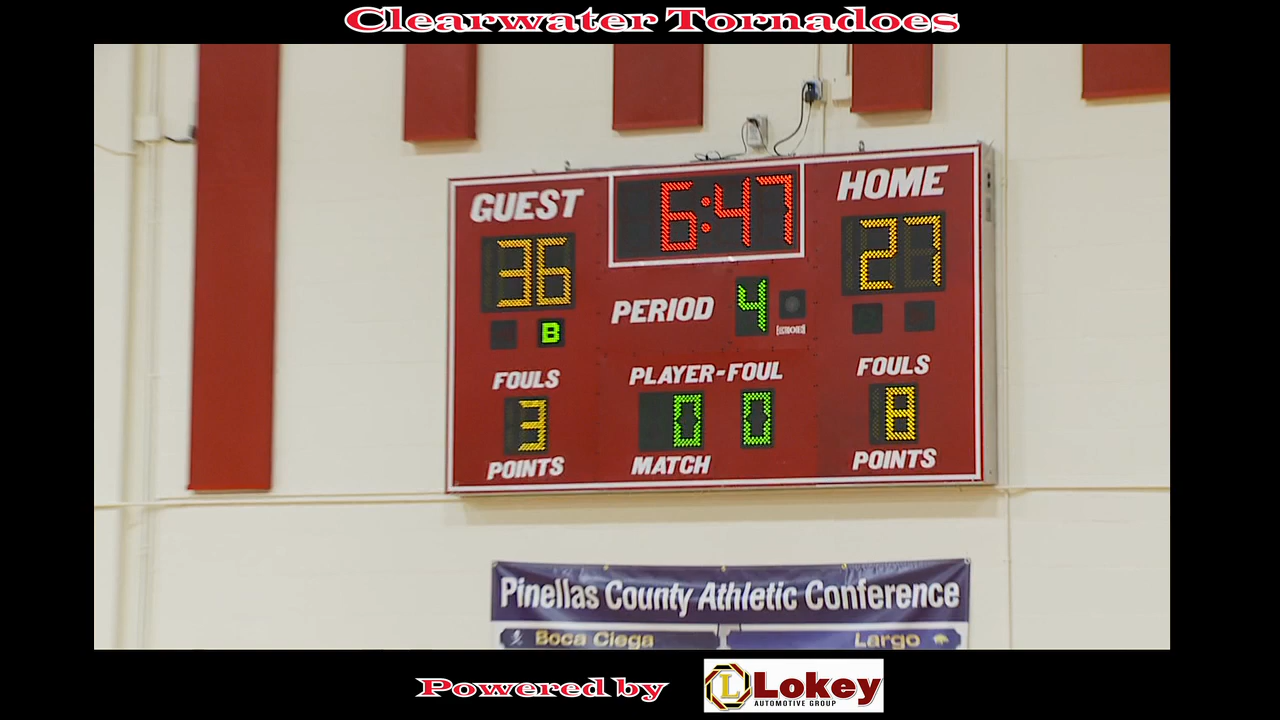 Clearwater Tornadoes
GUEST
6:47
HOME
36
27
PERIOD 4
B
FOULS
PLAYER-FOUL
FOULS
3
0 0
8
POINTS
MATCH
POINTS
Pinellas County Athletic Conference
Boca Ciega
Largo
Powered by
L Lokey
AUTOMOTIVE GROUP